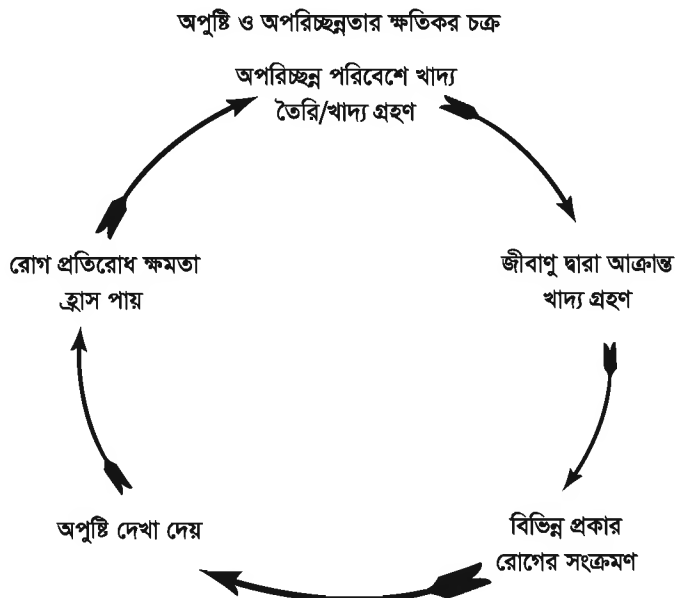 অপুষ্টি ও অপরিচ্ছন্নতার ক্ষতিকর চক্র
অপরিচ্ছন্ন পরিবেশে খাদ্য
তৈরি/খাদ্য গ্রহণ
জীবাণু দ্বারা আক্রান্ত
খাদ্য গ্রহণ
বিভিন্ন প্রকার
রোগের সংক্রমণ
অপুষ্টি দেখা দেয়
রোগ প্রতিরোধ ক্ষমতা
হ্রাস পায়